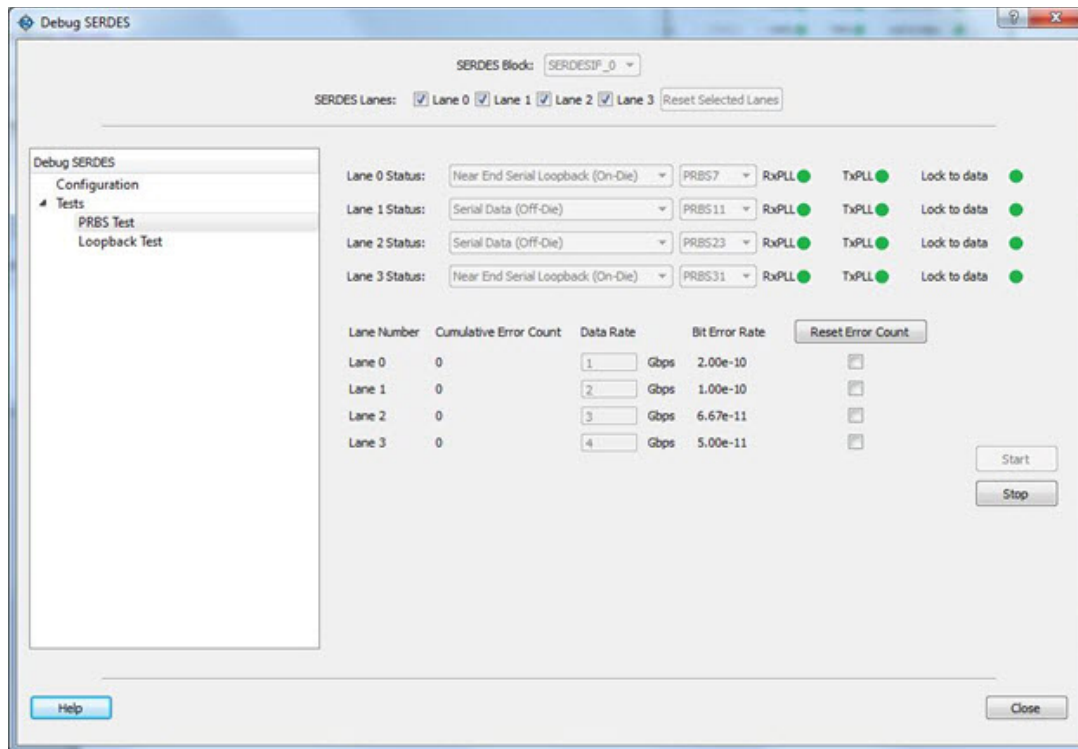 Debug SERDES
SERDES Block: SERDESIF_0
SERDES Lanes: Lane 0 Lane 1 Lane 2 Lane 3 Reset Selected Lanes
Debug SERDES
Configuration
Tests
PRBS Test
Loopback Test
Lane 0 Status: Near End Serial Loopback (On-Die) PRBS7 RxPLL TxPLL Lock to data
Lane 1 Status: Serial Data (Off-Die) PRBS11 RxPLL TxPLL Lock to data
Lane 2 Status: Serial Data (Off-Die) PRBS23 RxPLL TxPLL Lock to data
Lane 3 Status: Near End Serial Loopback (On-Die) PRBS31 RxPLL TxPLL Lock to data
Lane Number Cumulative Error Count Data Rate Bit Error Rate Reset Error Count
Lane 0 0 1 Gbps 2.00e-10
Lane 1 0 2 Gbps 1.00e-10
Lane 2 0 3 Gbps 6.67e-11
Lane 3 0 4 Gbps 5.00e-11
Start
Stop
Help Close